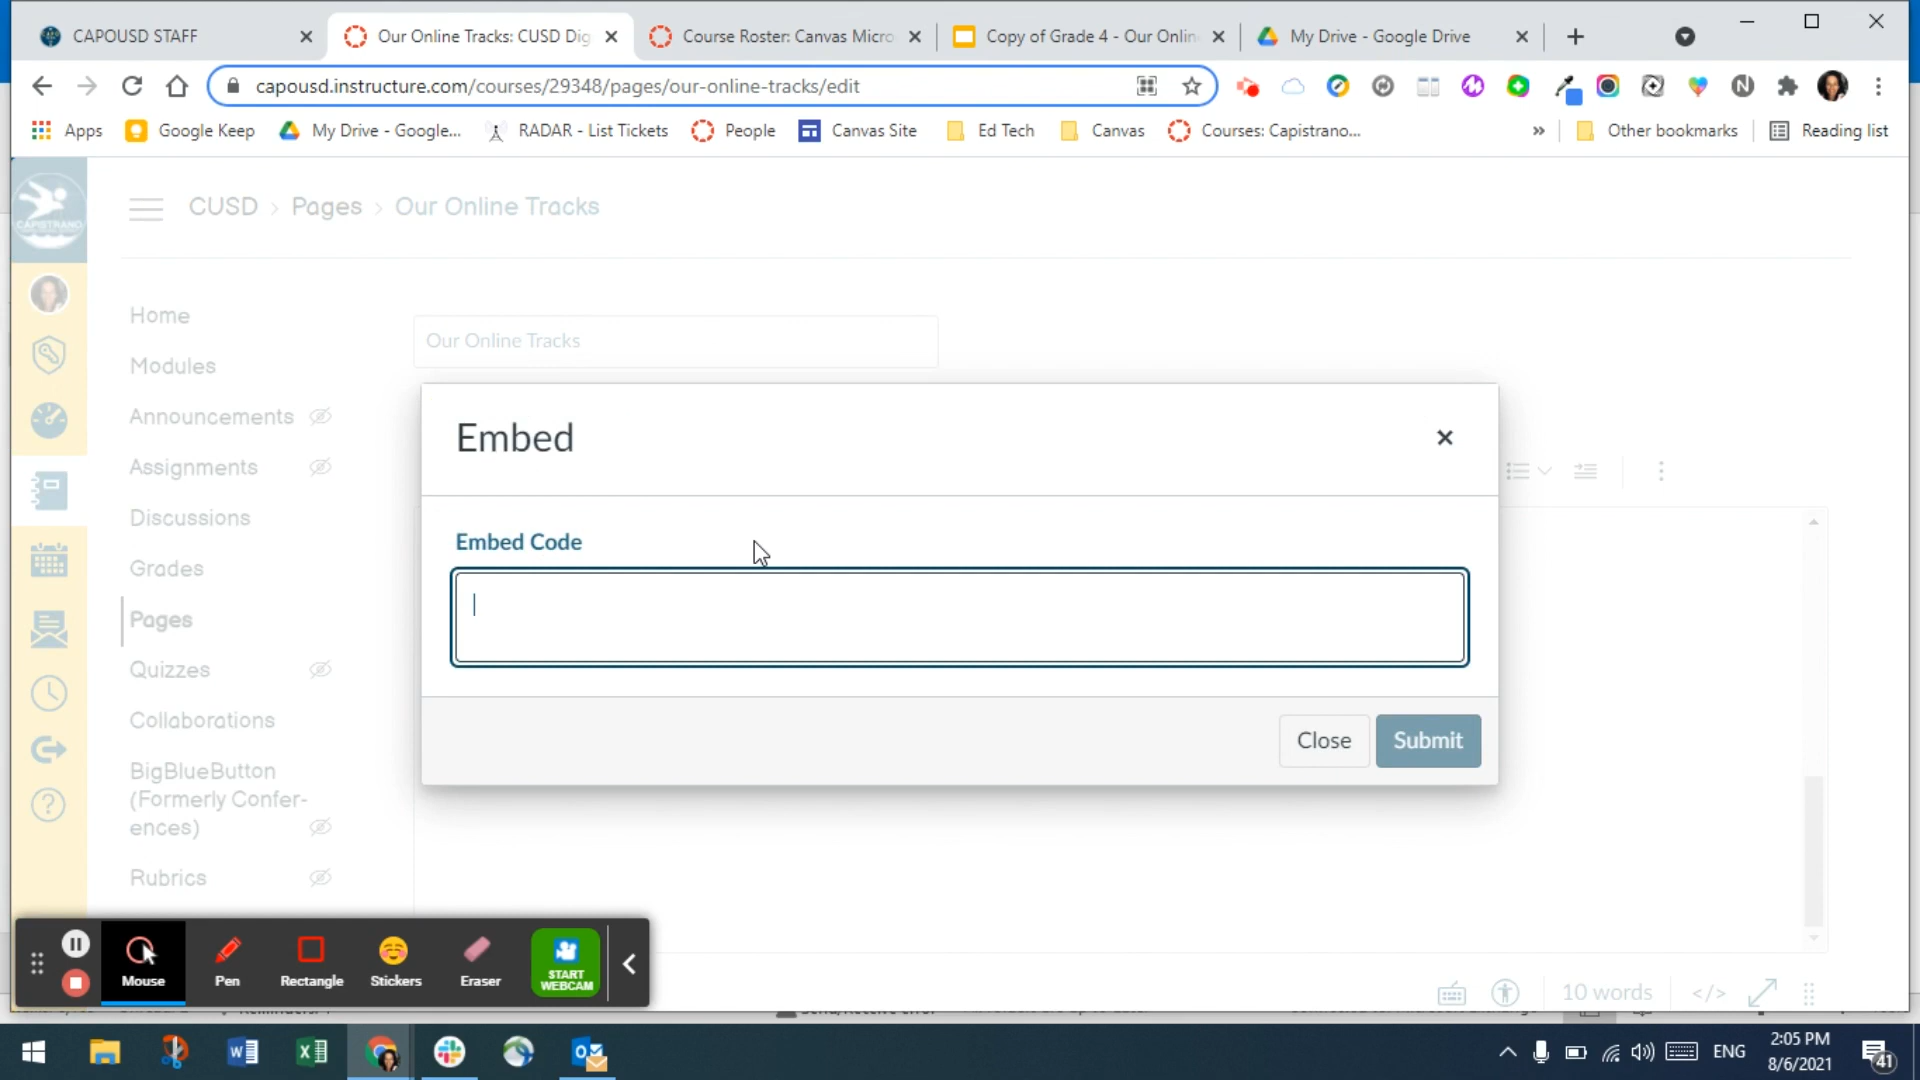 CAPOUSD STAFF
Our Online Tracks: CUSD Dig
Course Roster: Canvas Micro
Copy of Grade 4 - Our Onlin
My Drive - Google Drive
capousd.instructure.com/courses/29348/pages/our-online-tracks/edit
Apps
Google Keep
My Drive - Google...
RADAR - List Tickets
People
Canvas Site
Ed Tech
Canvas
Courses: Capistrano...
»
Other bookmarks
Reading list
CAPISTRANO
CUSD > Pages > Our Online Tracks
Home
Modules
Announcements
Assignments
Discussions
Grades
Pages
Quizzes
Collaborations
BigBlueButton
(Formerly Confer-
ences)
Rubrics
Our Online Tracks
Embed
Embed Code
Close
Submit
10 words
</>
Mouse
Pen
Rectangle
Stickers
Eraser
START
WEBCAM
ENG
2:05 PM
8/6/2021
41